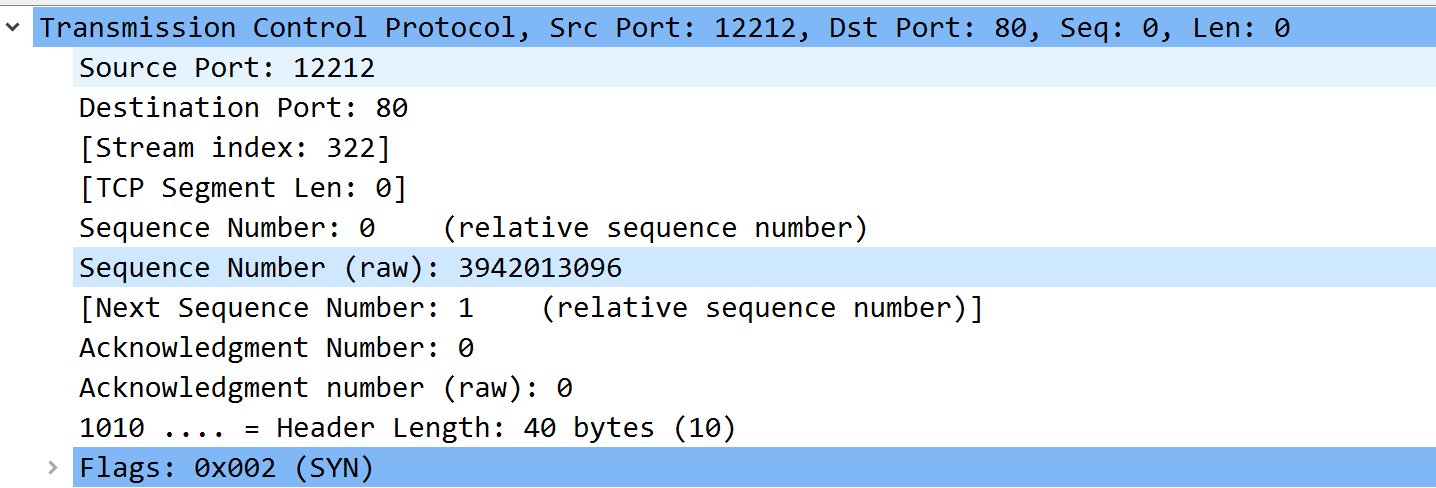 Transmission Control Protocol, Src Port: 12212, Dst Port: 80, Seq: 0, Len: 0
Source Port: 12212
Destination Port: 80
[Stream index: 322]
[TCP Segment Len: 0]
Sequence Number: 0    (relative sequence number)
Sequence Number (raw): 3942013096
[Next Sequence Number: 1    (relative sequence number)]
Acknowledgment Number: 0
Acknowledgment number (raw): 0
1010 .... = Header Length: 40 bytes (10)
Flags: 0x002 (SYN)